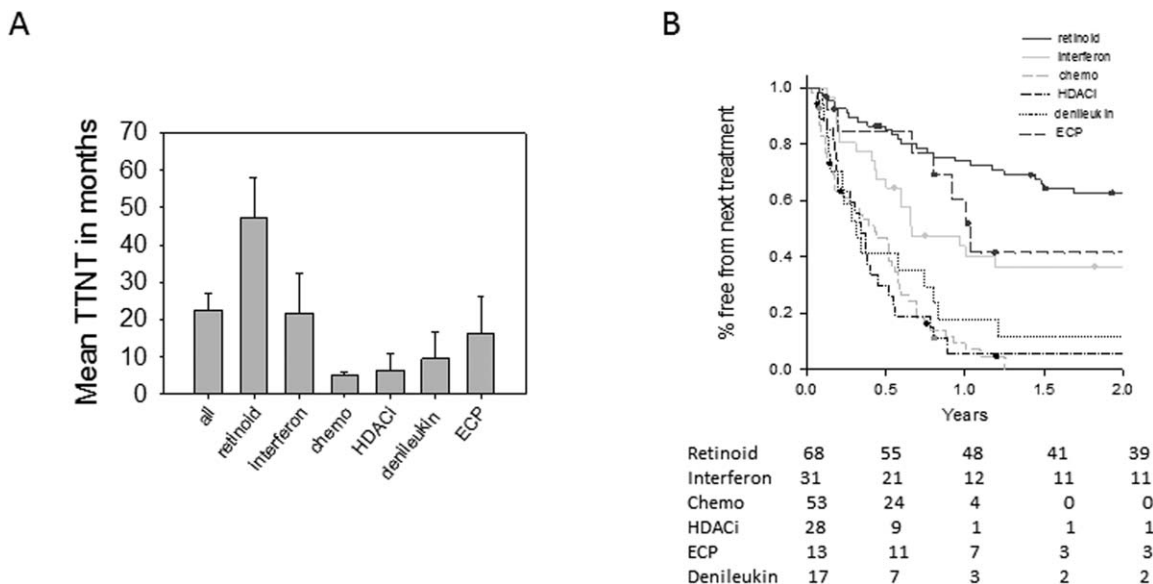 A
Mean TTNT in months
70
60
50
40
30
20
10
0
all
retinoid
interferon
chemo
HDACi
denileukin
ECP
B
retinoid
interferon
chemo
HDACI
denileukin
ECP
% free from next treatment
1.0
0.8
0.6
0.4
0.2
0.0
0.0 0.5 1.0 1.5 2.0
Years
Retinoid 68 55 48 41 39
Interferon 31 21 12 11 11
Chemo 53 24 4 0 0
HDACi 28 9 1 1 1
ECP 13 11 7 3 3
Denileukin 17 7 3 2 2